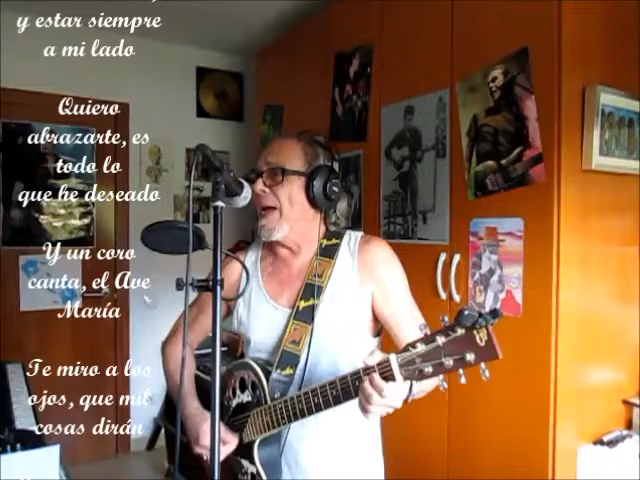 y estar siempre
a mi lado
Quiero
abrazarte, es
todo lo
que he deseado
Y un coro
canta, el Ave
María
Te miro a los
ojos, que mil
cosas dirán
Fender